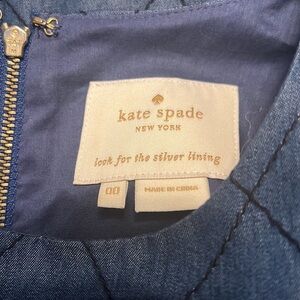 kate spade
NEW YORK
look for the silver lining
00
MADE IN CHINA